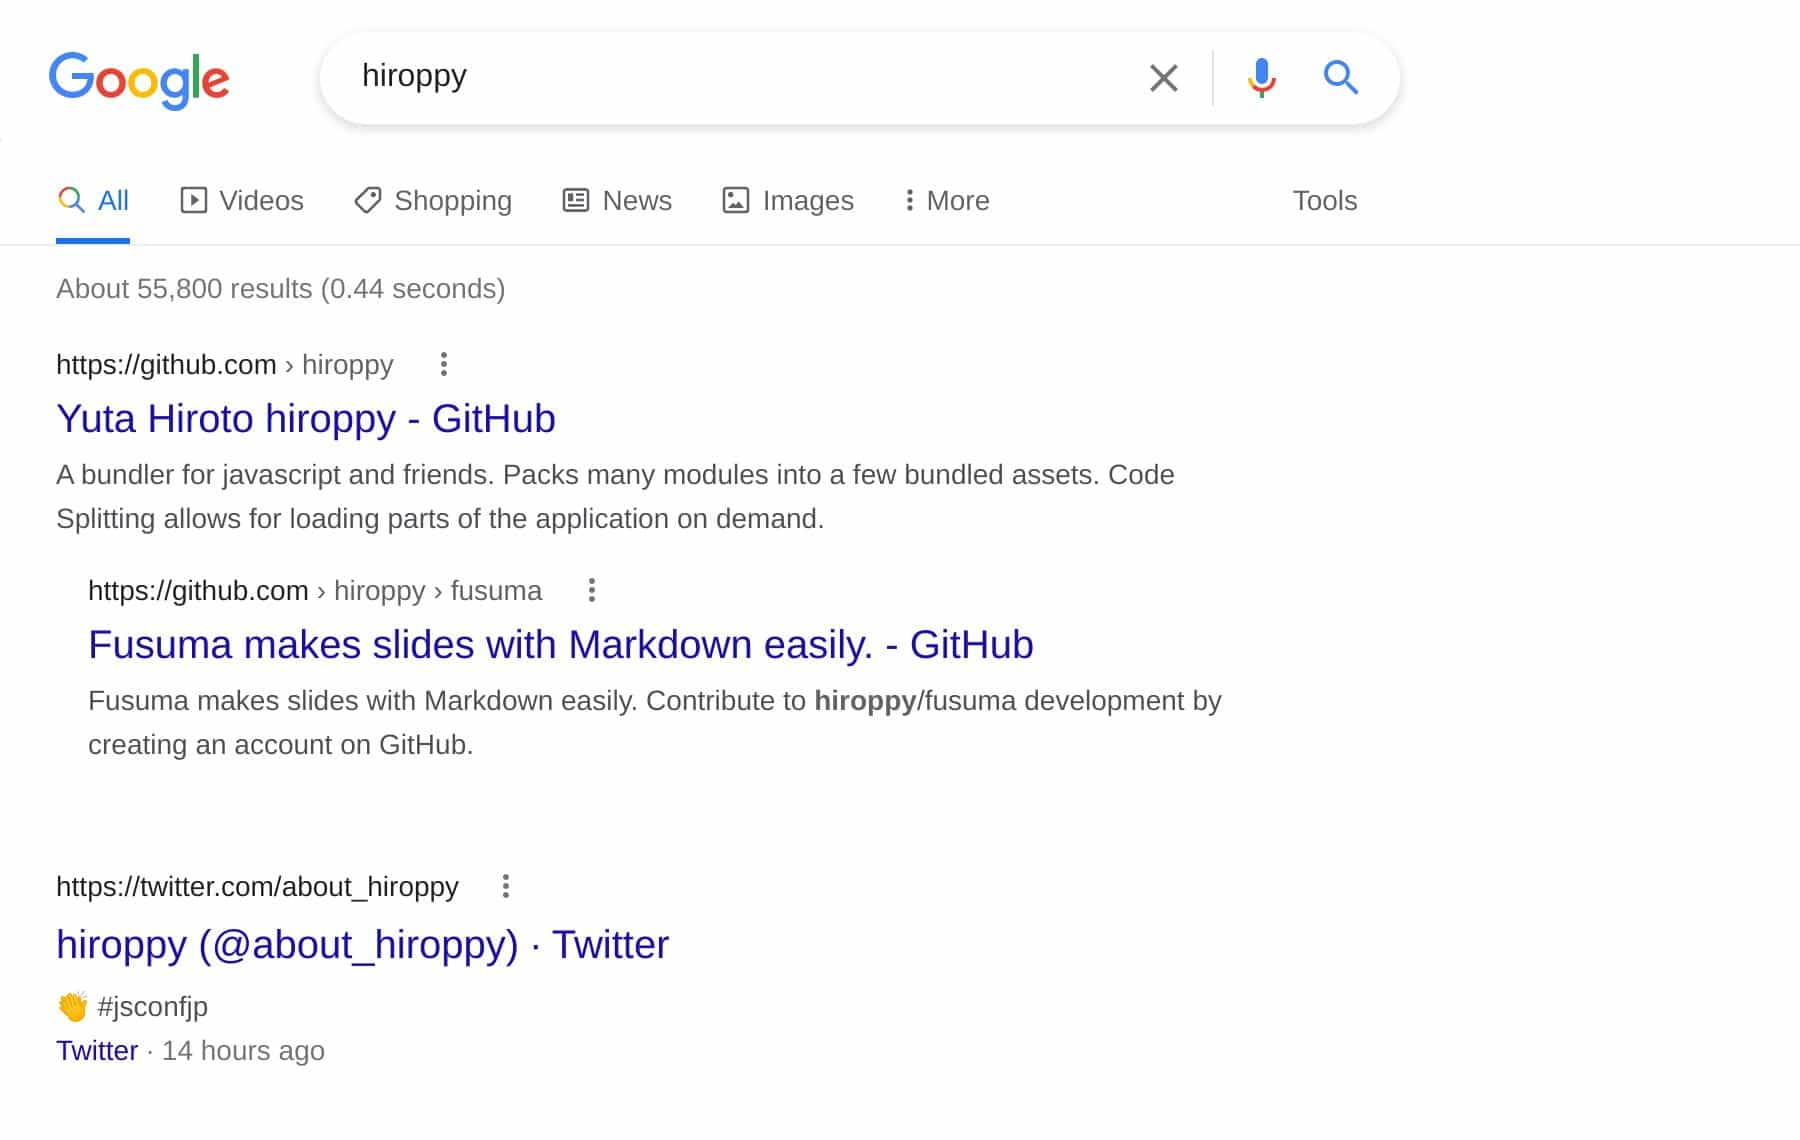 Google
hiroppy
All Videos Shopping News Images More Tools
About 55,800 results (0.44 seconds)
https://github.com › hiroppy
Yuta Hiroto hiroppy - GitHub
A bundler for javascript and friends. Packs many modules into a few bundled assets. Code
Splitting allows for loading parts of the application on demand.
https://github.com › hiroppy › fusuma
Fusuma makes slides with Markdown easily. - GitHub
Fusuma makes slides with Markdown easily. Contribute to hiroppy/fusuma development by
creating an account on GitHub.
https://twitter.com/about_hiroppy
hiroppy (@about_hiroppy) · Twitter
👏 #jsconfjp
Twitter · 14 hours ago